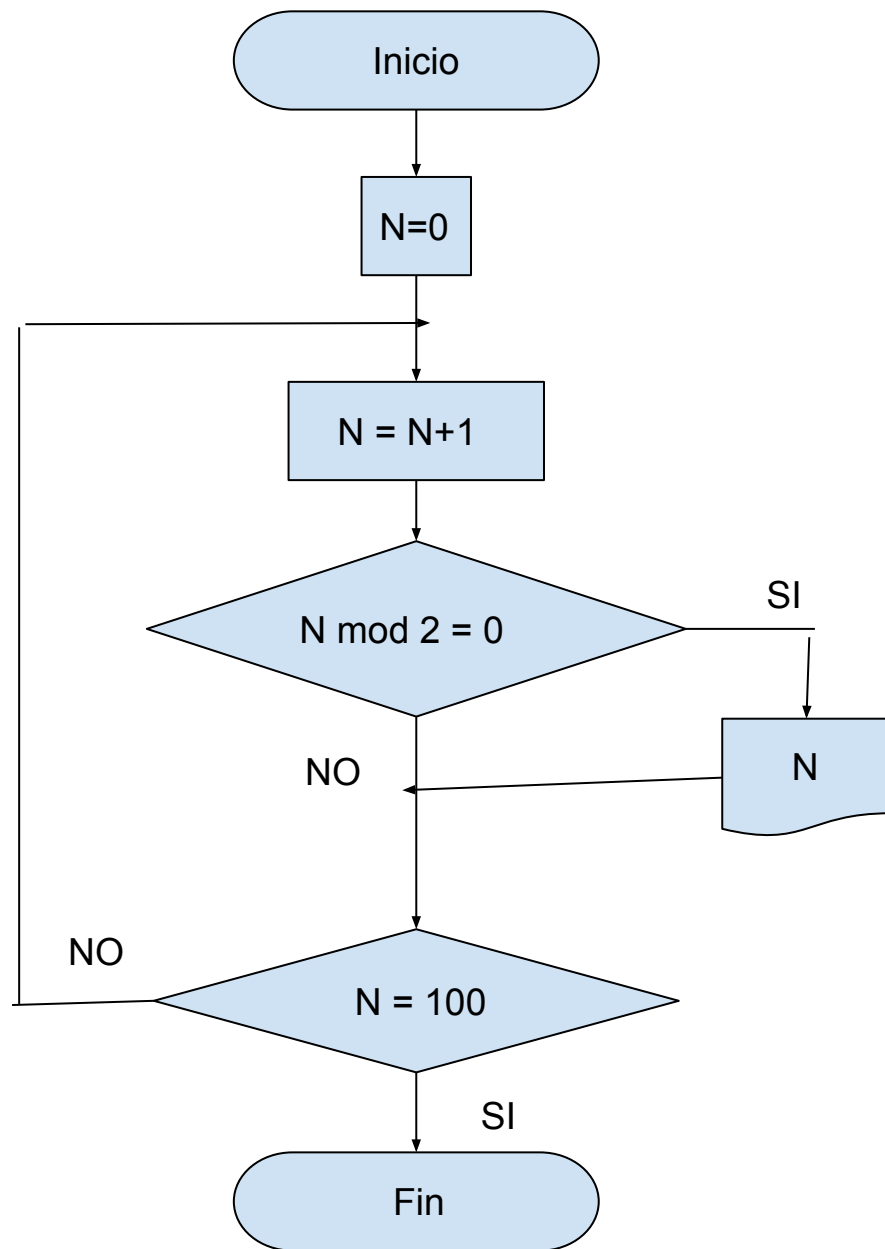 Inicio
N=0
N = N+1
N mod 2 = 0
SI
N
NO
NO
N = 100
SI
Fin